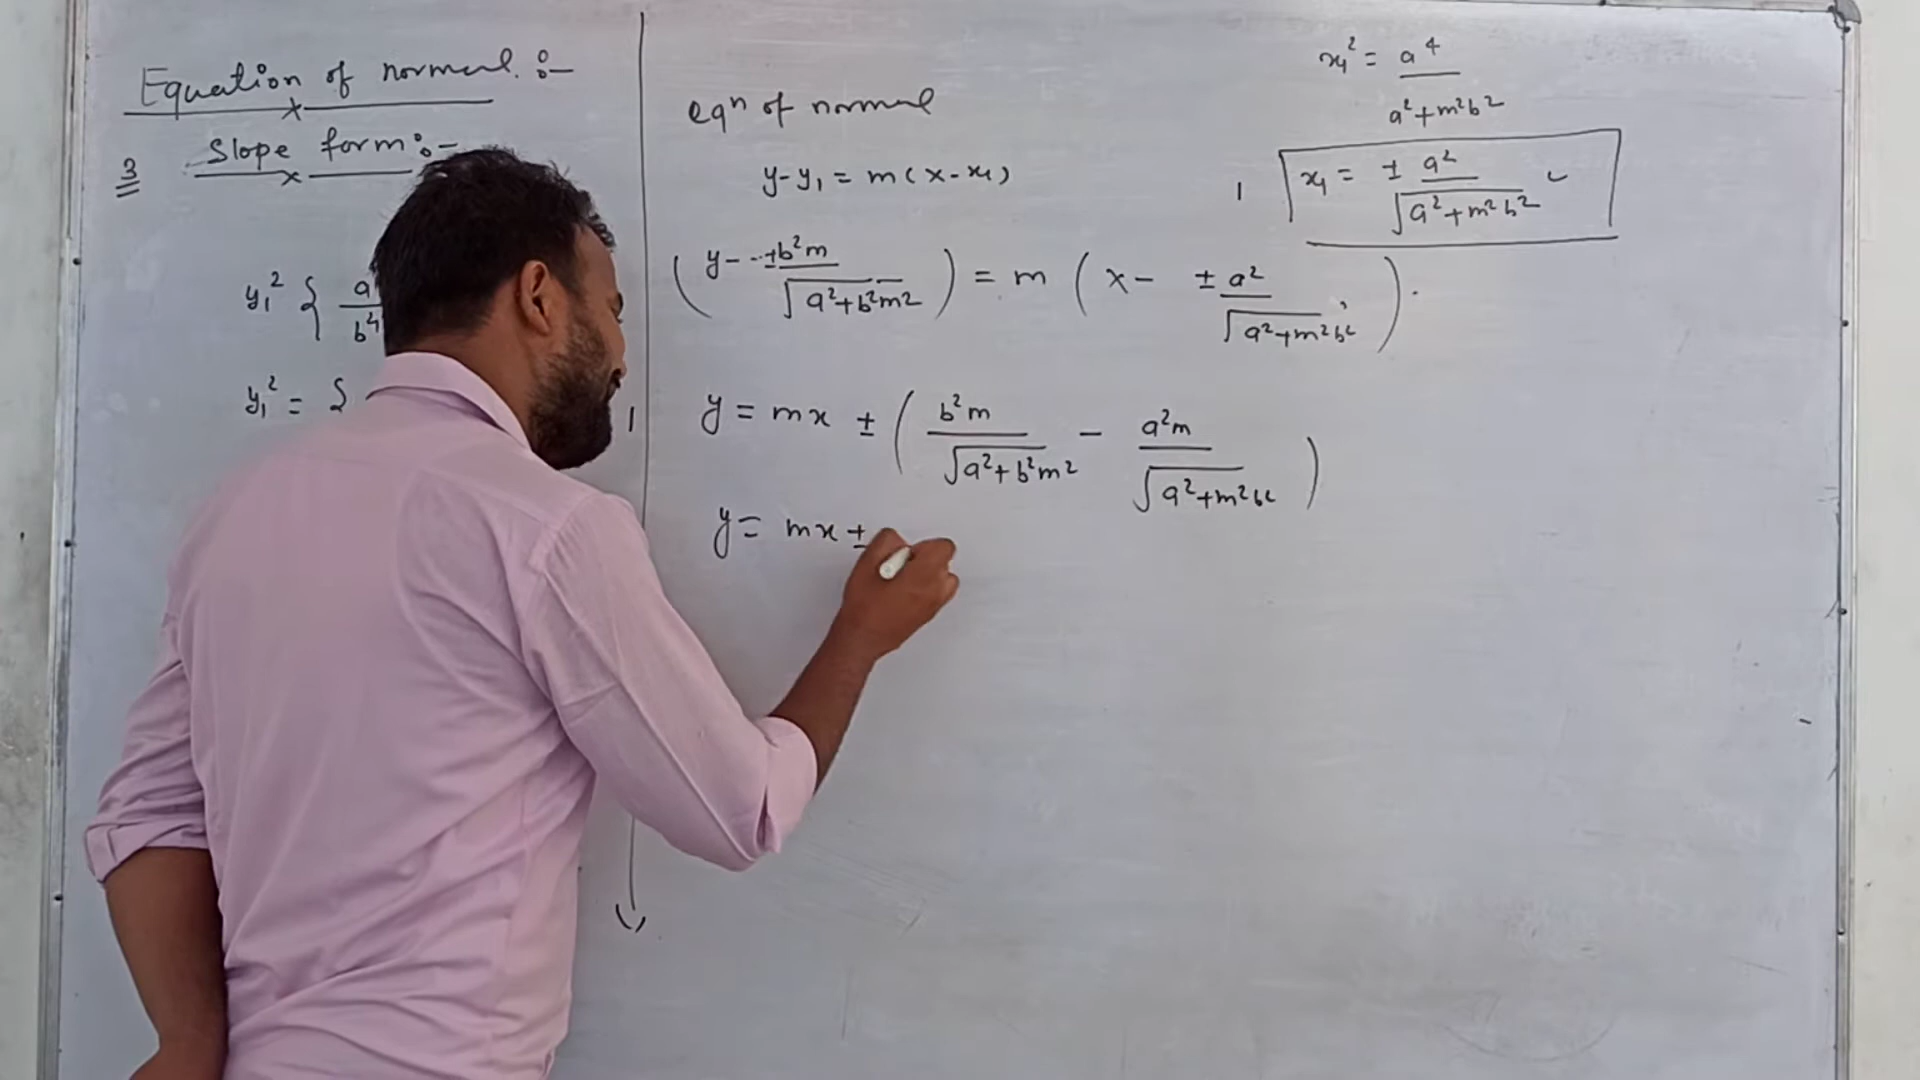 Equation of normal :-
3 Slope form :-
y₁² { a
b⁴
y₁² = {
eqⁿ of normal
y-y₁ = m(x-x₁)
(y - ±b²m / √a²+b²m²) = m (x - ±a² / √a²+m²b²).
y = mx ± (b²m / √a²+b²m² - a²m / √a²+m²b²)
y = mx ±
x₁² = a⁴ / a²+m²b²
x₁ = ± a² / √a²+m²b²